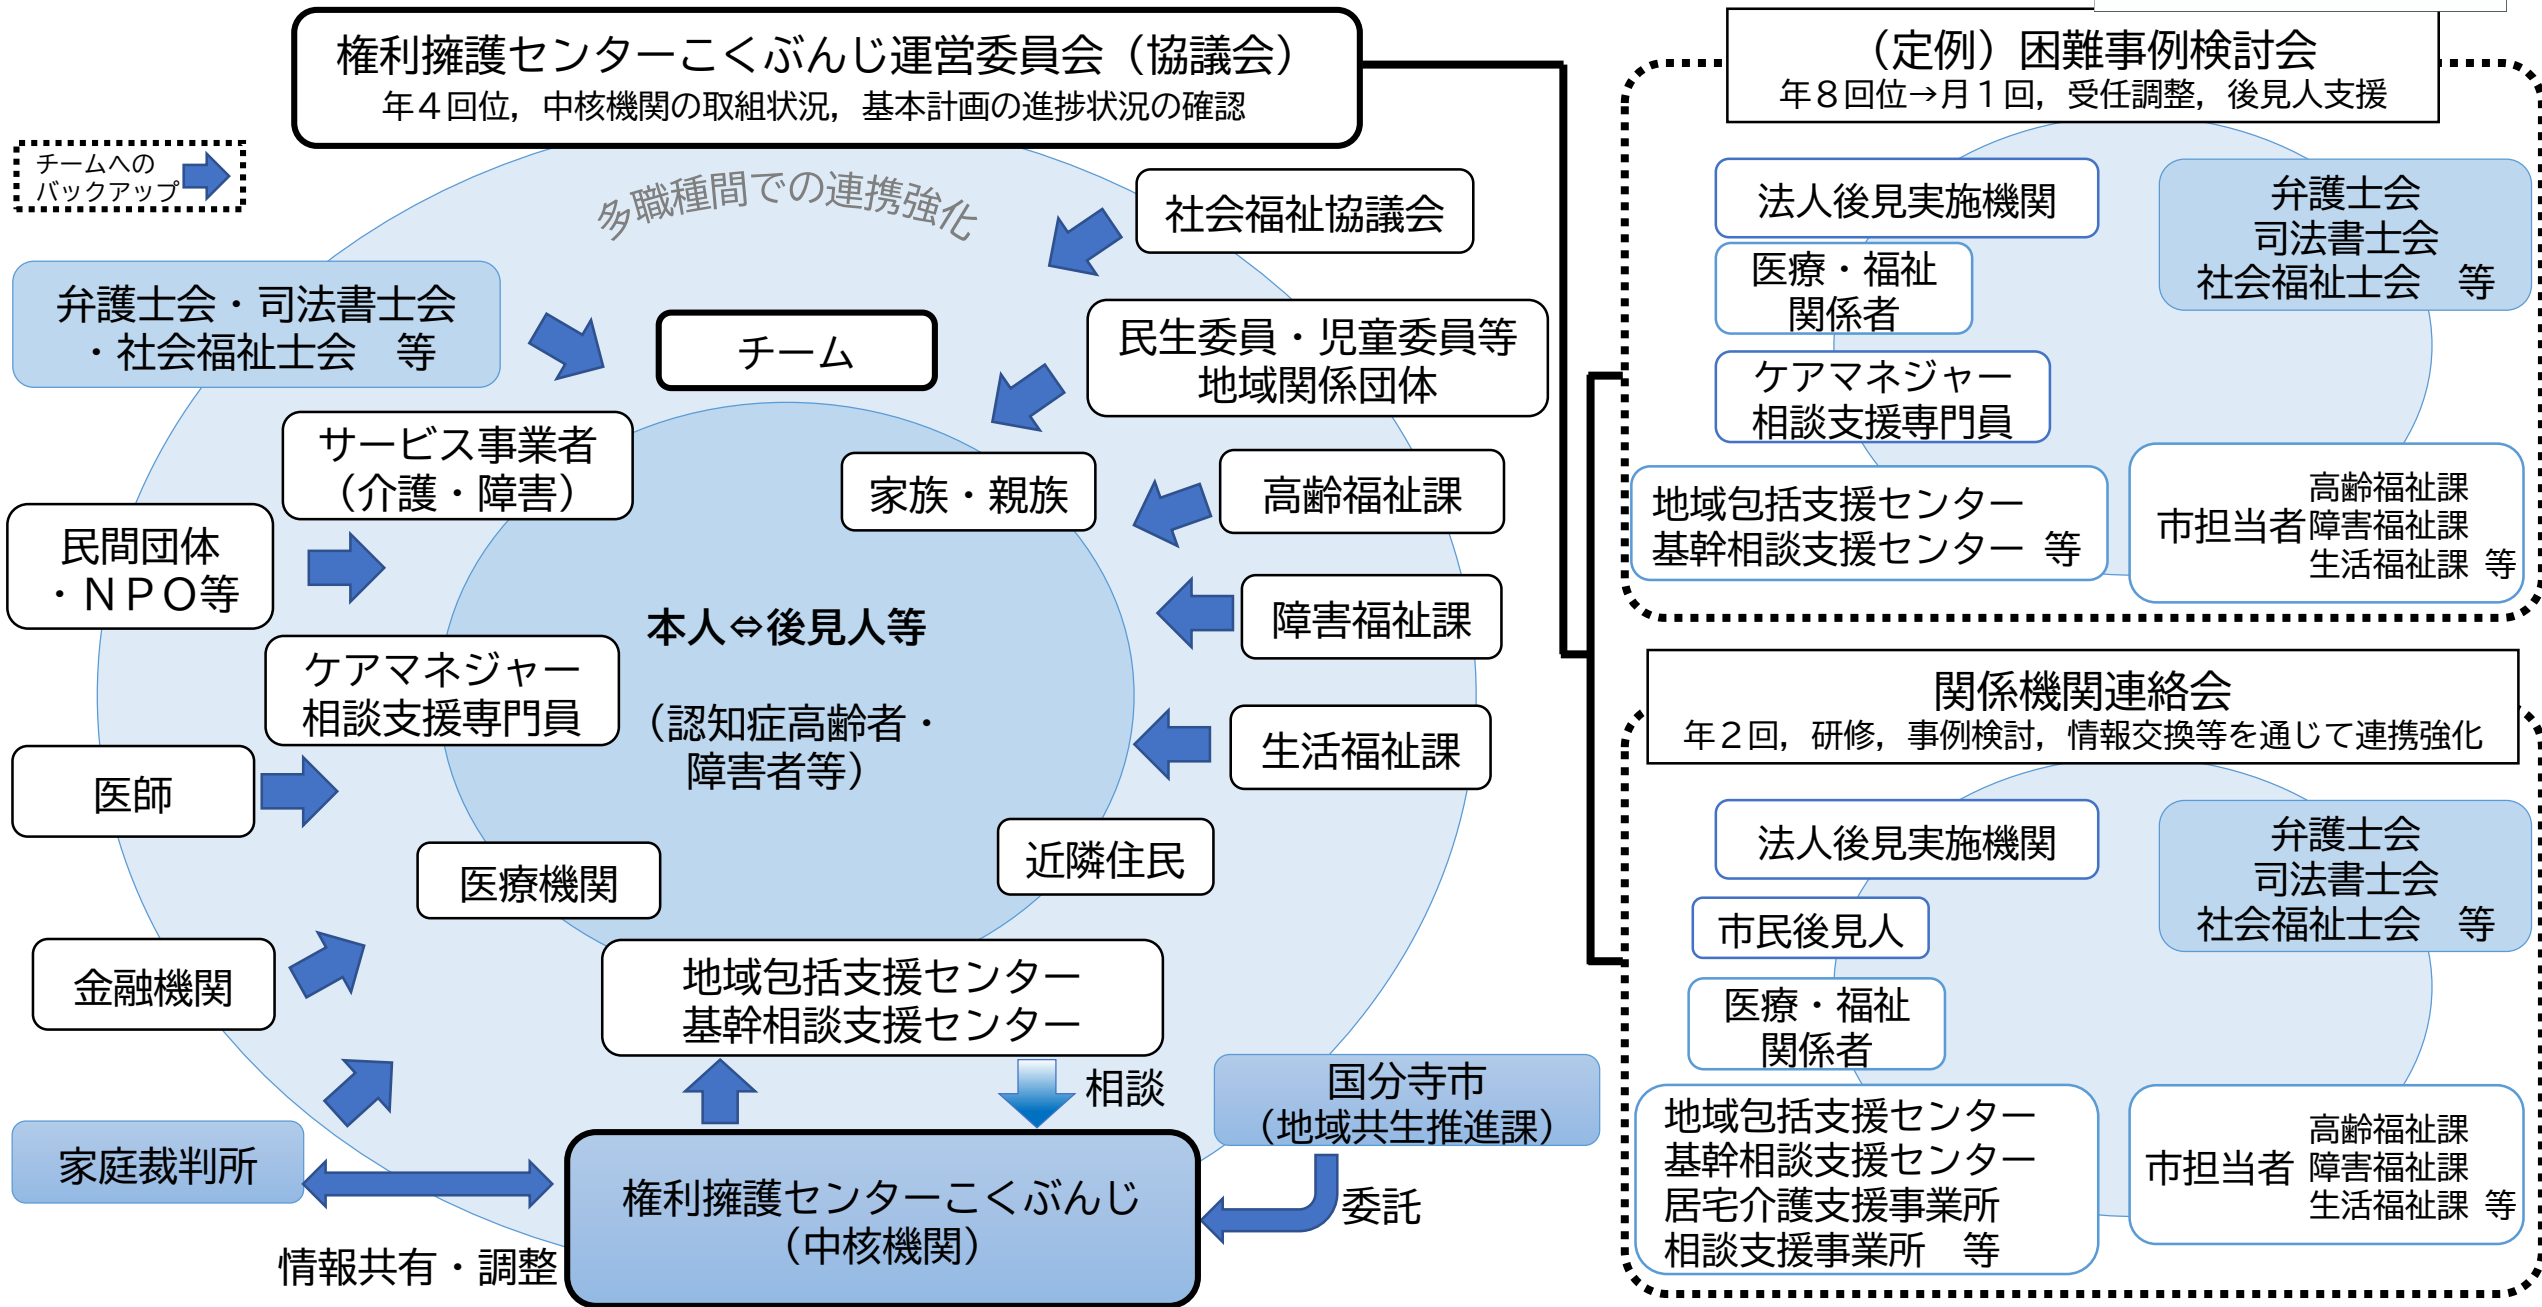 権利擁護センターこくぶんじ運営委員会（協議会）
年４回位，中核機関の取組状況，基本計画の進捗状況の確認
チームへの
バックアップ
多職種間での連携強化
社会福祉協議会
弁護士会・司法書士会
・社会福祉士会　等
チーム
民生委員・児童委員等
地域関係団体
サービス事業者
（介護・障害）
家族・親族
高齢福祉課
民間団体
・ＮＰＯ等
障害福祉課
本人⇔後見人等
（認知症高齢者・
障害者等）
ケアマネジャー
相談支援専門員
生活福祉課
医師
近隣住民
医療機関
金融機関
地域包括支援センター
基幹相談支援センター
相談
国分寺市
（地域共生推進課）
家庭裁判所
委託
権利擁護センターこくぶんじ
（中核機関）
情報共有・調整
（定例）困難事例検討会
年８回位→月１回，受任調整，後見人支援
法人後見実施機関
弁護士会
司法書士会
社会福祉士会　等
医療・福祉
関係者
ケアマネジャー
相談支援専門員
地域包括支援センター
基幹相談支援センター 等
市担当者
高齢福祉課
障害福祉課
生活福祉課 等
関係機関連絡会
年２回，研修，事例検討，情報交換等を通じて連携強化
法人後見実施機関
弁護士会
司法書士会
社会福祉士会　等
市民後見人
医療・福祉
関係者
地域包括支援センター
基幹相談支援センター
居宅介護支援事業所
相談支援事業所　等
市担当者
高齢福祉課
障害福祉課
生活福祉課 等